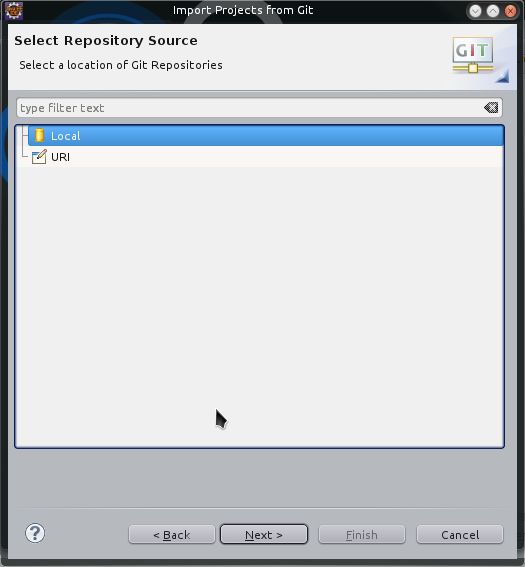 Import Projects from Git
Select Repository Source
Select a location of Git Repositories
GIT
type filter text
Local
URI
?
< Back
Next >
Finish
Cancel